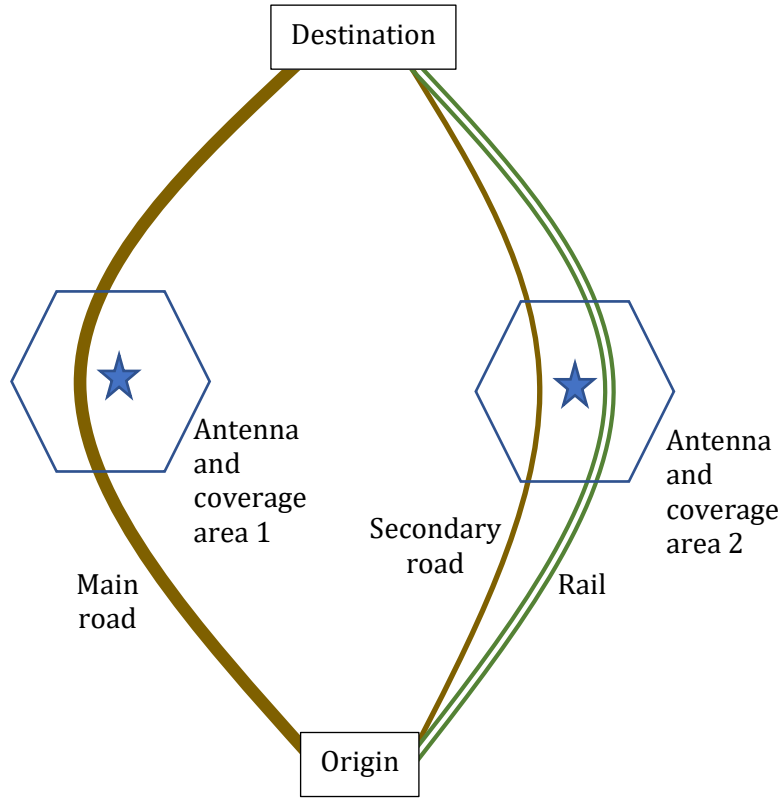 Destination
Antenna
and
coverage
area 1
Antenna
and
coverage
area 2
Secondary
road
Main
road
Rail
Origin